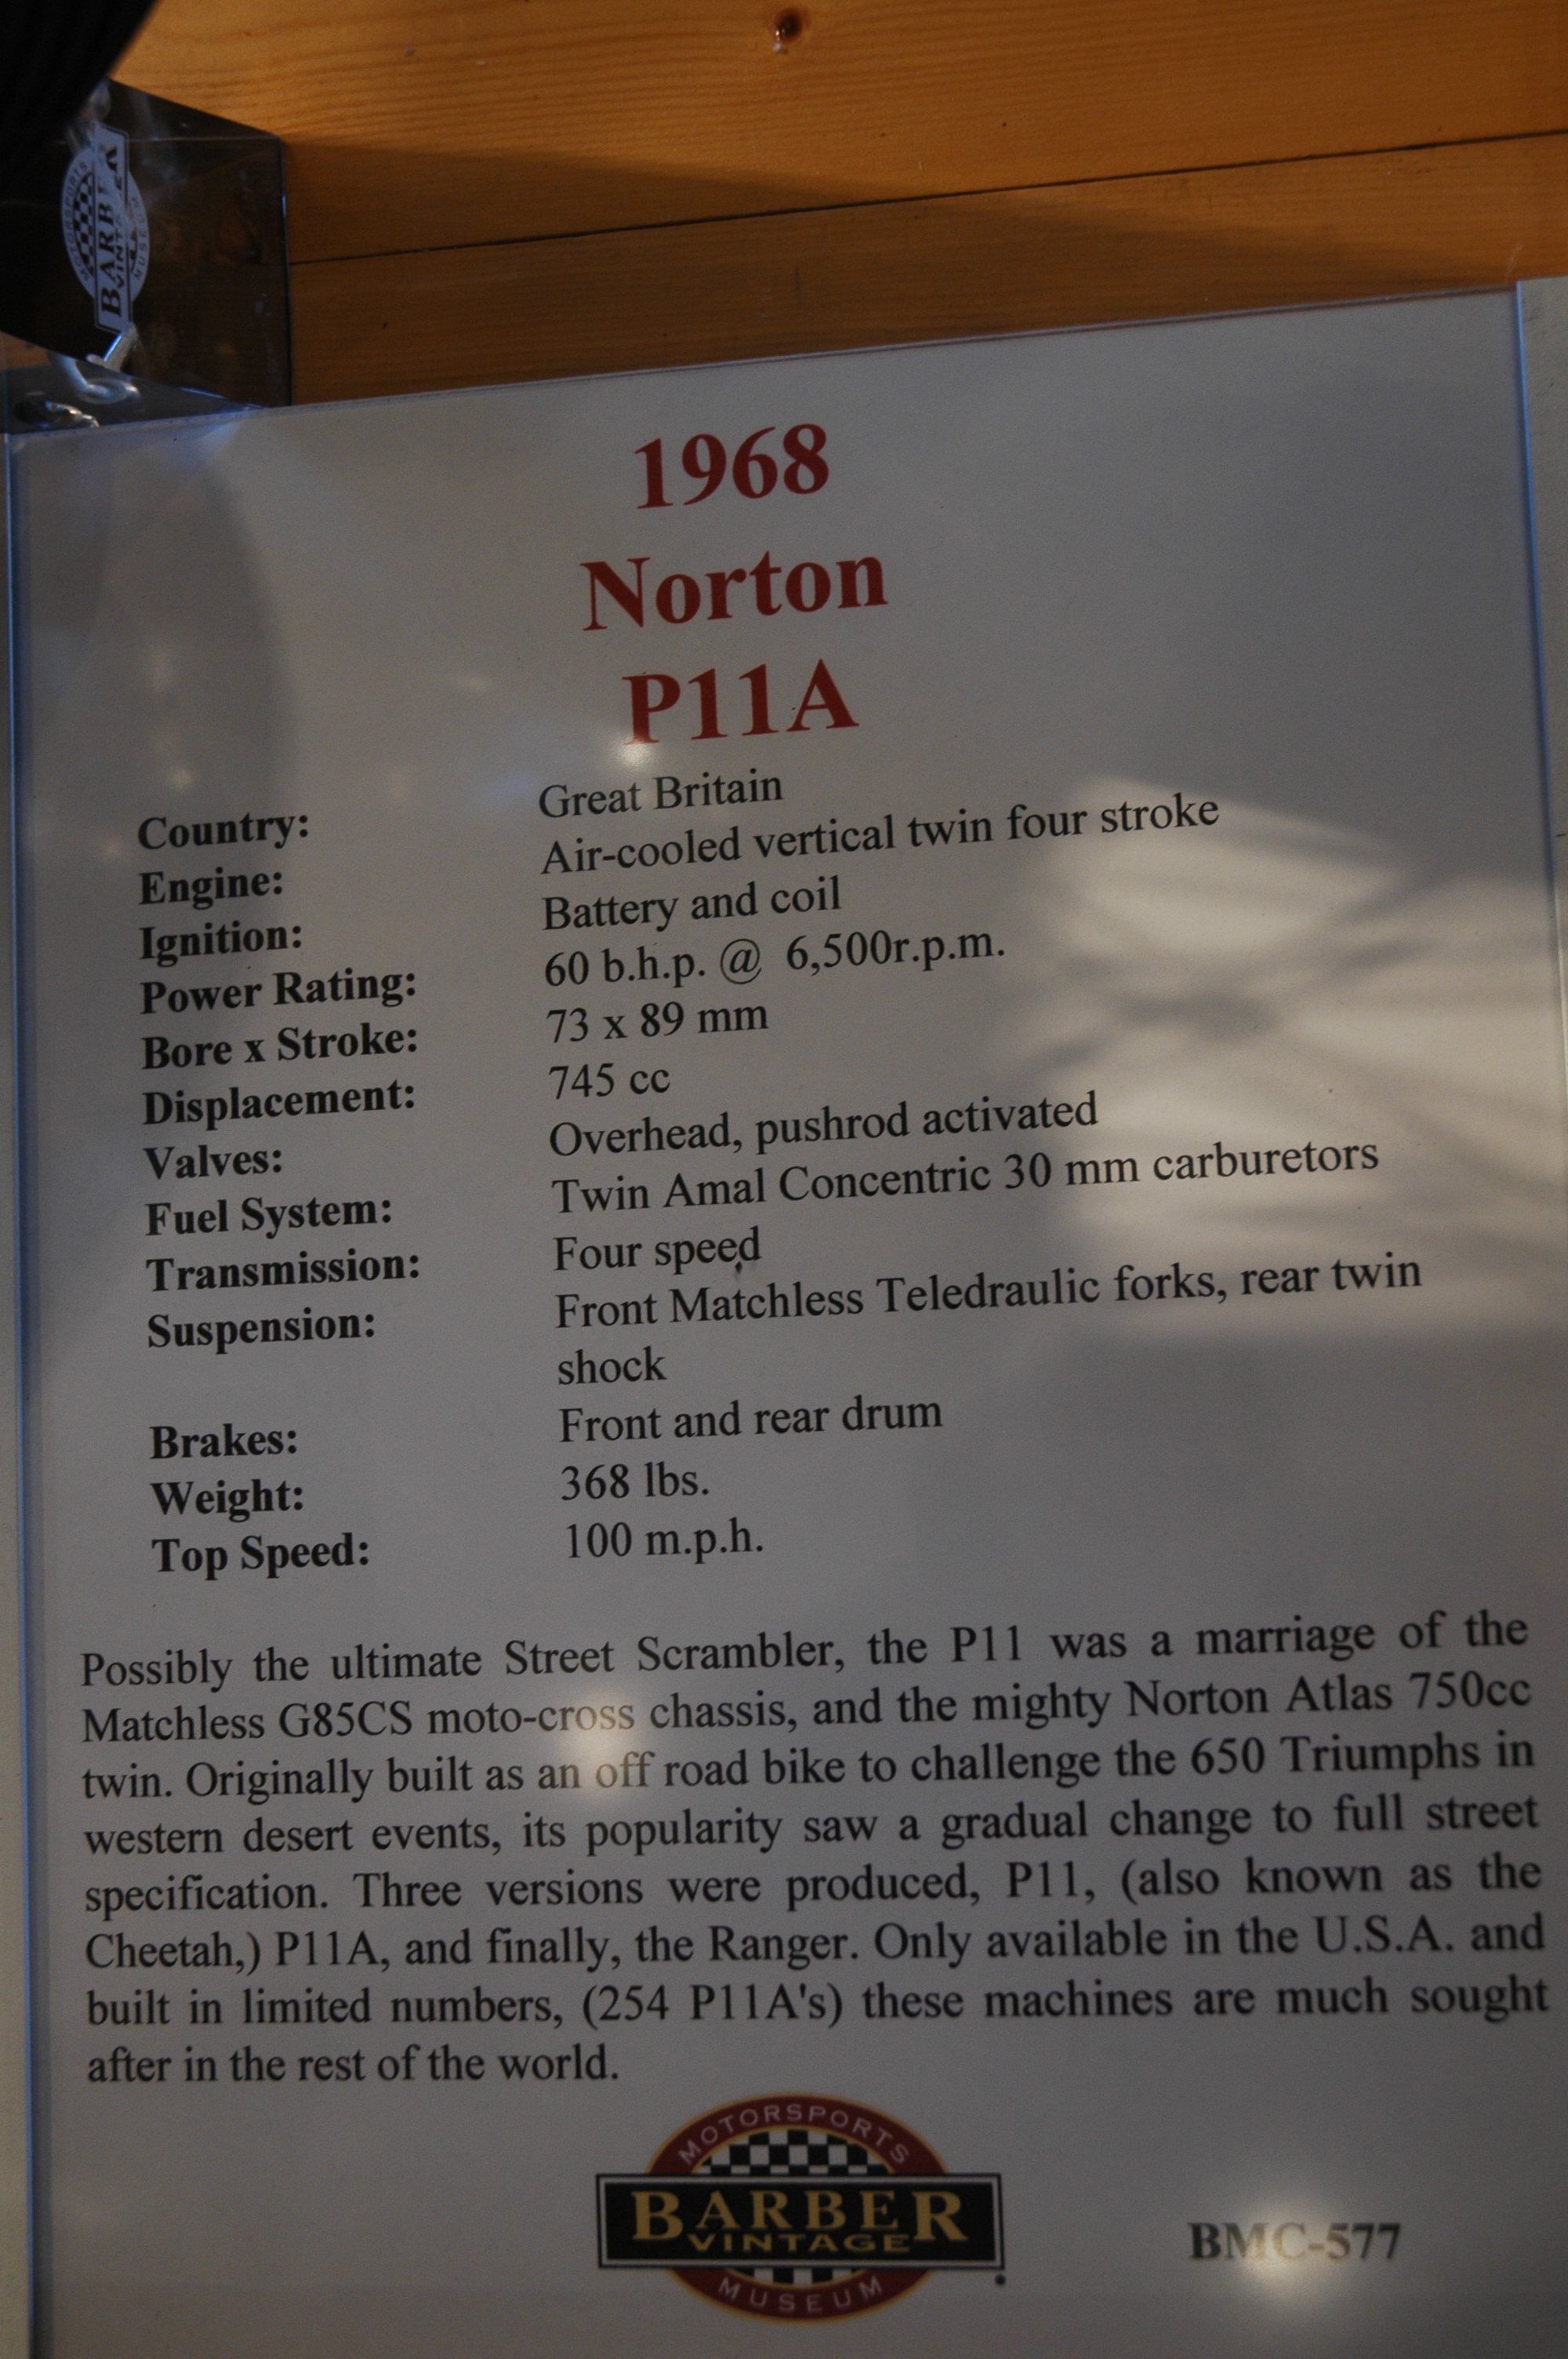 MOTORSPORTS
BARBER
VINTAGE
MUSEUM
1968
Norton
P11A
Country: Great Britain
Engine: Air-cooled vertical twin four stroke
Ignition: Battery and coil
Power Rating: 60 b.h.p. @ 6,500r.p.m.
Bore x Stroke: 73 x 89 mm
Displacement: 745 cc
Valves: Overhead, pushrod activated
Fuel System: Twin Amal Concentric 30 mm carburetors
Transmission: Four speed
Suspension: Front Matchless Teledraulic forks, rear twin
shock
Brakes: Front and rear drum
Weight: 368 lbs.
Top Speed: 100 m.p.h.
Possibly the ultimate Street Scrambler, the P11 was a marriage of the
Matchless G85CS moto-cross chassis, and the mighty Norton Atlas 750cc
twin. Originally built as an off road bike to challenge the 650 Triumphs in
western desert events, its popularity saw a gradual change to full street
specification. Three versions were produced, P11, (also known as the
Cheetah,) P11A, and finally, the Ranger. Only available in the U.S.A. and
built in limited numbers, (254 P11A's) these machines are much sought
after in the rest of the world.
MOTORSPORTS
BARBER
VINTAGE
MUSEUM
BMC-577